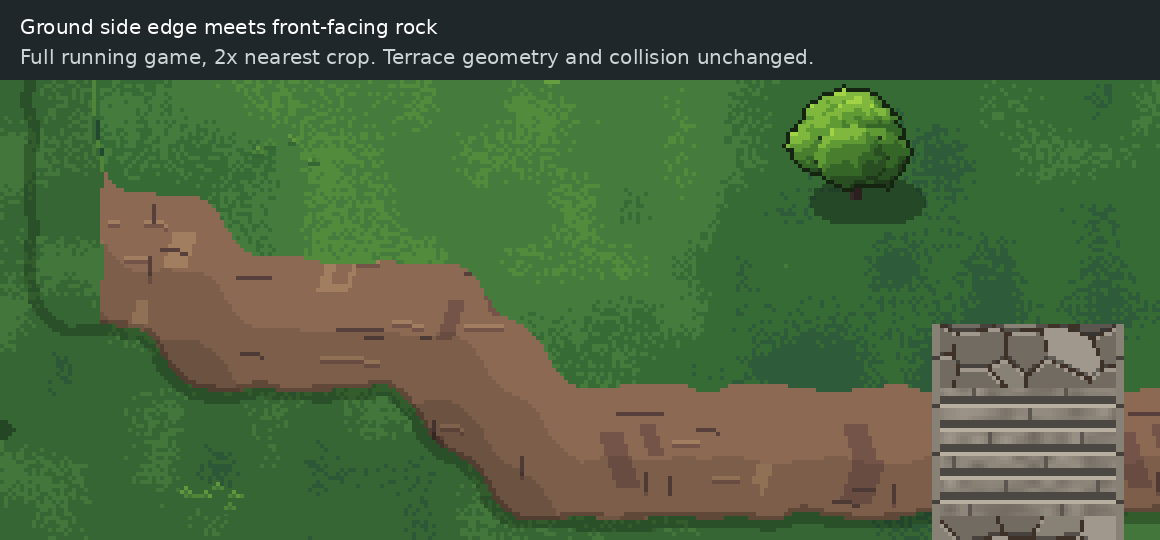 Ground side edge meets front-facing rock
Full running game, 2x nearest crop. Terrace geometry and collision unchanged.